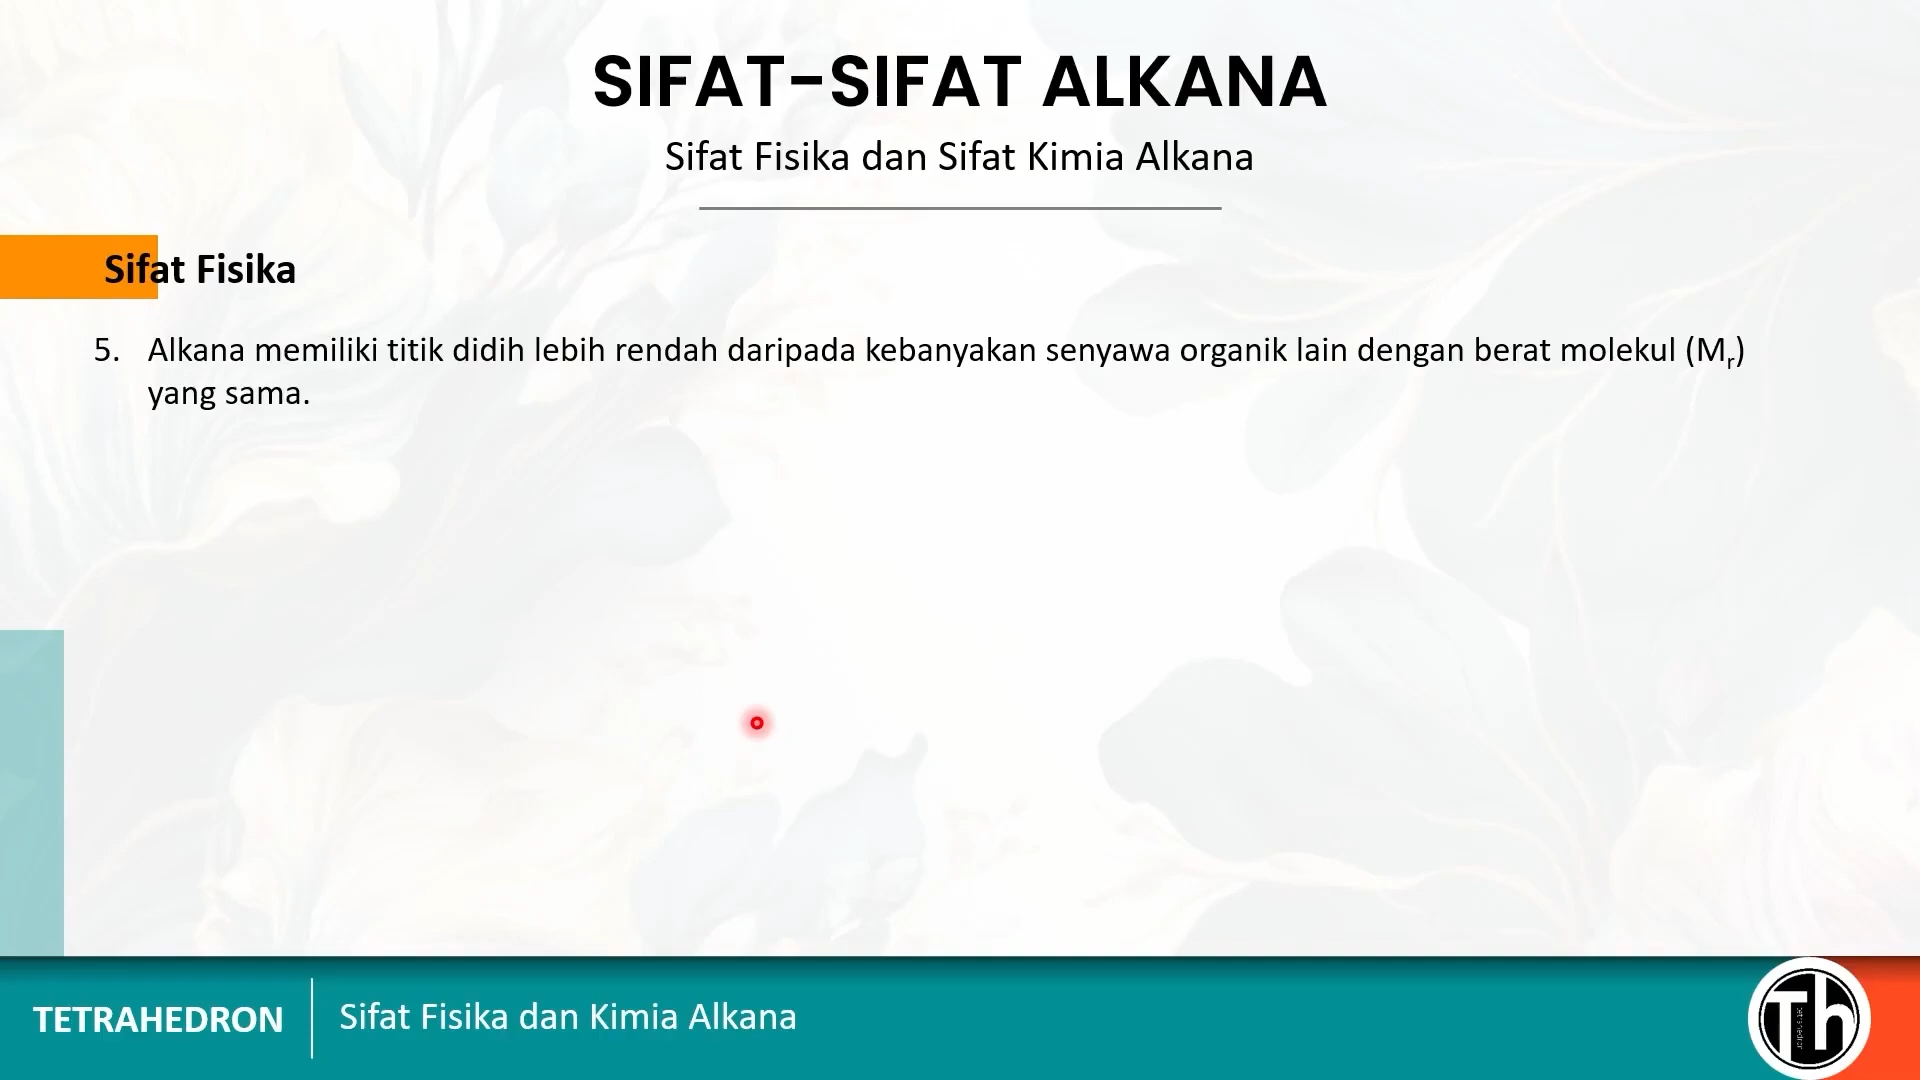 SIFAT-SIFAT ALKANA
Sifat Fisika dan Sifat Kimia Alkana
Sifat Fisika
5. Alkana memiliki titik didih lebih rendah daripada kebanyakan senyawa organik lain dengan berat molekul (Mr)
yang sama.
TETRAHEDRON
Sifat Fisika dan Kimia Alkana
Th